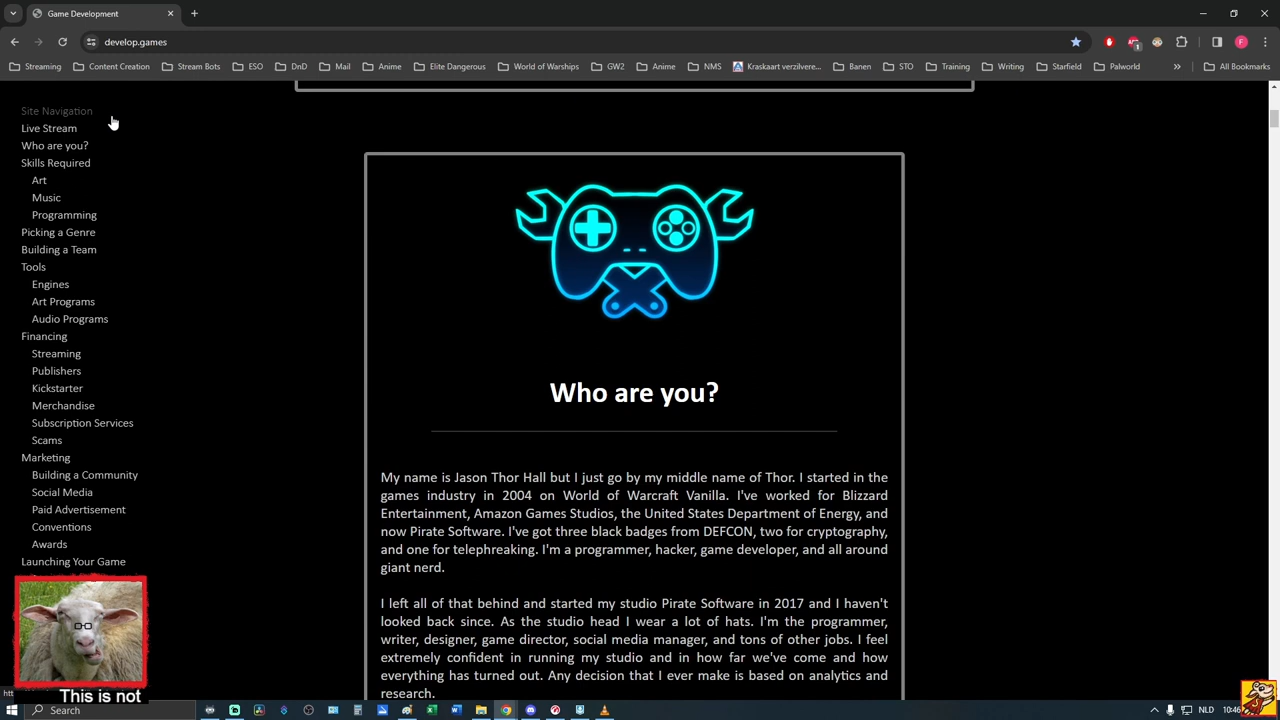 Game Development
develop.games
Streaming
Content Creation
Stream Bots
ESO
DnD
Mail
Anime
Elite Dangerous
World of Warships
GW2
Anime
NMS
Kraskaart verzilvere...
Banen
STO
Training
Writing
Starfield
Palworld
All Bookmarks
Site Navigation
Live Stream
Who are you?
Skills Required
Art
Music
Programming
Picking a Genre
Building a Team
Tools
Engines
Art Programs
Audio Programs
Financing
Streaming
Publishers
Kickstarter
Merchandise
Subscription Services
Scams
Marketing
Building a Community
Social Media
Paid Advertisement
Conventions
Awards
Launching Your Game
Who are you?
My name is Jason Thor Hall but I just go by my middle name of Thor. I started in the
games industry in 2004 on World of Warcraft Vanilla. I've worked for Blizzard
Entertainment, Amazon Games Studios, the United States Department of Energy, and
now Pirate Software. I've got three black badges from DEFCON, two for cryptography,
and one for telephreaking. I'm a programmer, hacker, game developer, and all around
giant nerd.
I left all of that behind and started my studio Pirate Software in 2017 and I haven't
looked back since. As the studio head I wear a lot of hats. I'm the programmer,
writer, designer, game director, social media manager, and tons of other jobs. I feel
extremely confident in running my studio and in how far we've come and how
everything has turned out. Any decision that I ever make is based on analytics and
research.
This is not
Search
NLD
10:46